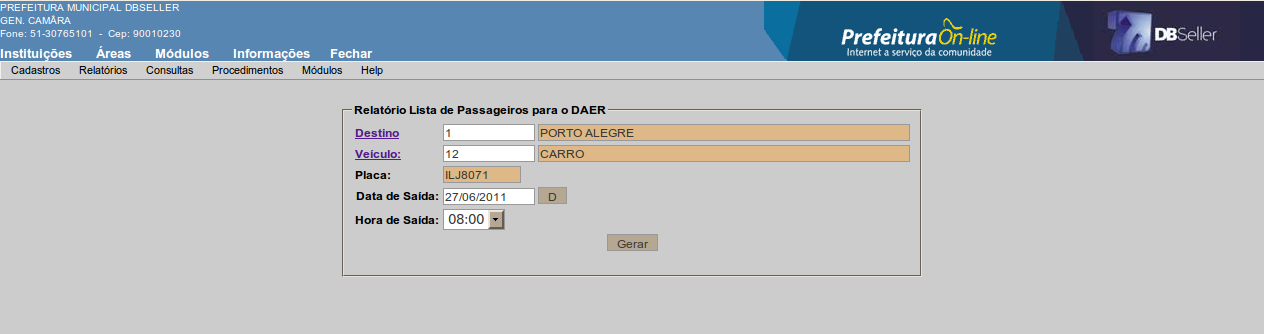 PREFEITURA MUNICIPAL DBSELLER
GEN. CAMÂRA
Fone: 51-30765101 - Cep: 90010230
Instituições Áreas Módulos Informações Fechar
Prefeitura On-line
Internet a serviço da comunidade
DBSeller
Cadastros Relatórios Consultas Procedimentos Módulos Help
Relatório Lista de Passageiros para o DAER
Destino 1 PORTO ALEGRE
Veículo: 12 CARRO
Placa: ILJ8071
Data de Saída: 27/06/2011 D
Hora de Saída: 08:00
Gerar